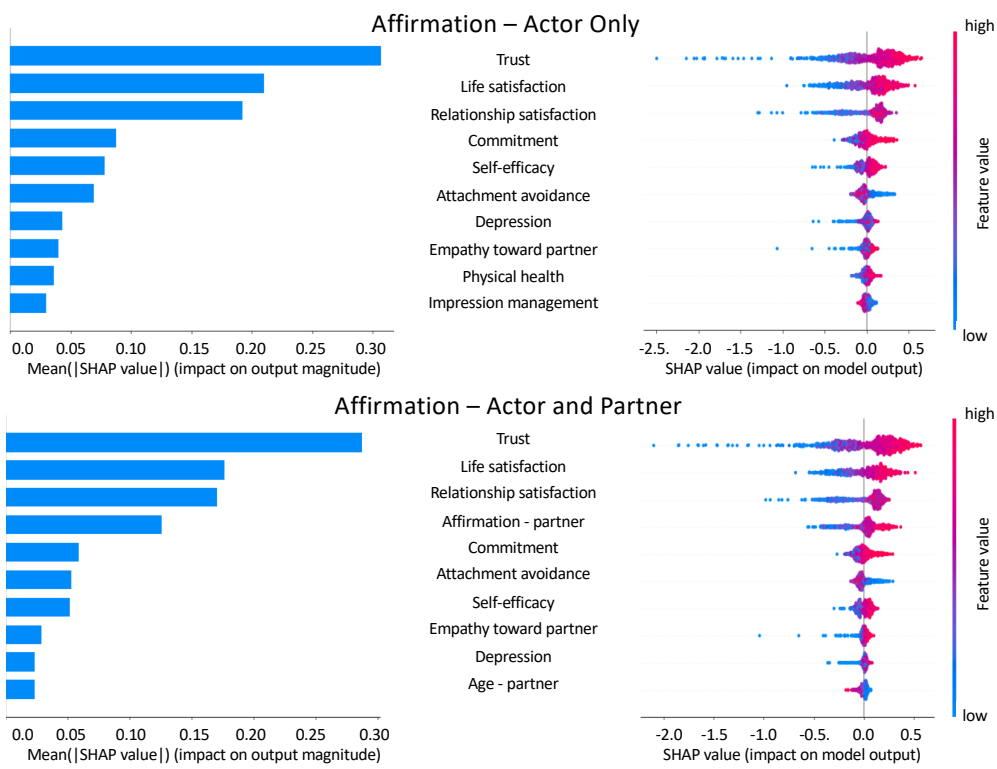 Affirmation – Actor Only
high
Trust
Life satisfaction
Relationship satisfaction
Commitment
Self-efficacy
Attachment avoidance
Depression
Empathy toward partner
Physical health
Impression management
Feature value
low
0.0 0.05 0.10 0.15 0.20 0.25 0.30
Mean(|SHAP value|) (impact on output magnitude)
-2.5. -2.0 -1.5 -1.0. -0.5. 0.0 0.5
SHAP value (impact on model output)
Affirmation – Actor and Partner
high
Trust
Life satisfaction
Relationship satisfaction
Affirmation - partner
Commitment
Attachment avoidance
Self-efficacy
Empathy toward partner
Depression
Age - partner
Feature value
low
0.0 0.05 0.10 0.15 0.20 0.25 0.30
Mean(|SHAP value|) (impact on output magnitude)
-2.0 -1.5 -1.0 -0.5 0.0 0.5
SHAP value (impact on model output)